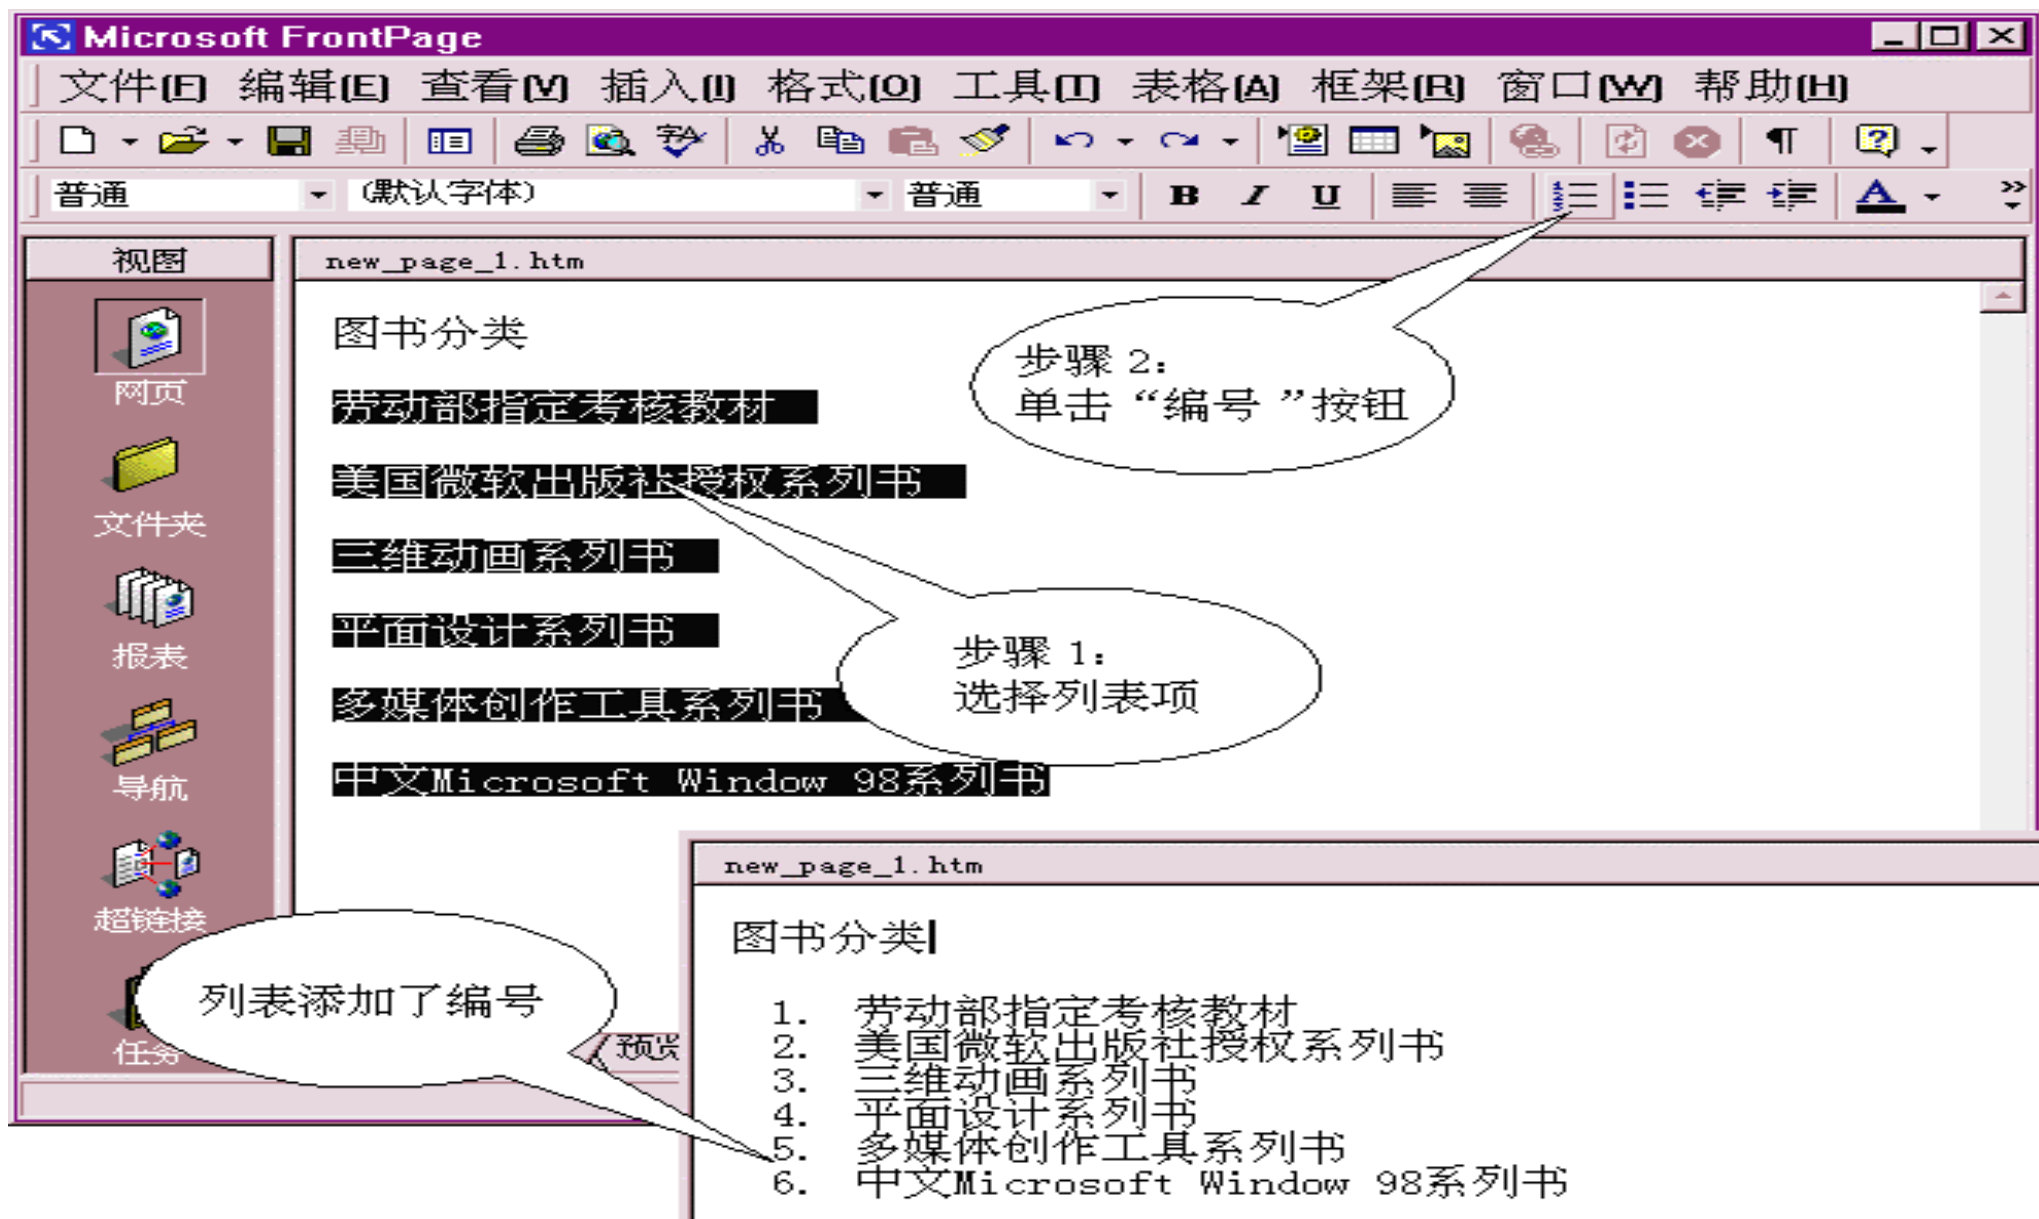 Microsoft FrontPage
文件(F) 编辑(E) 查看(V) 插入(I) 格式(O) 工具(T) 表格(A) 框架(R) 窗口(W) 帮助(H)
普通 (默认字体) 普通 B I U A
视图
new_page_1.htm
网页
文件夹
报表
导航
超链接
任务
图书分类
劳动部指定考核教材
美国微软出版社授权系列书
三维动画系列书
平面设计系列书
多媒体创作工具系列书
中文Microsoft Window 98系列书
步骤 2：
单击“编号 ”按钮
步骤 1：
选择列表项
列表添加了编号
预览
new_page_1.htm
图书分类
1. 劳动部指定考核教材
2. 美国微软出版社授权系列书
3. 三维动画系列书
4. 平面设计系列书
5. 多媒体创作工具系列书
6. 中文Microsoft Window 98系列书